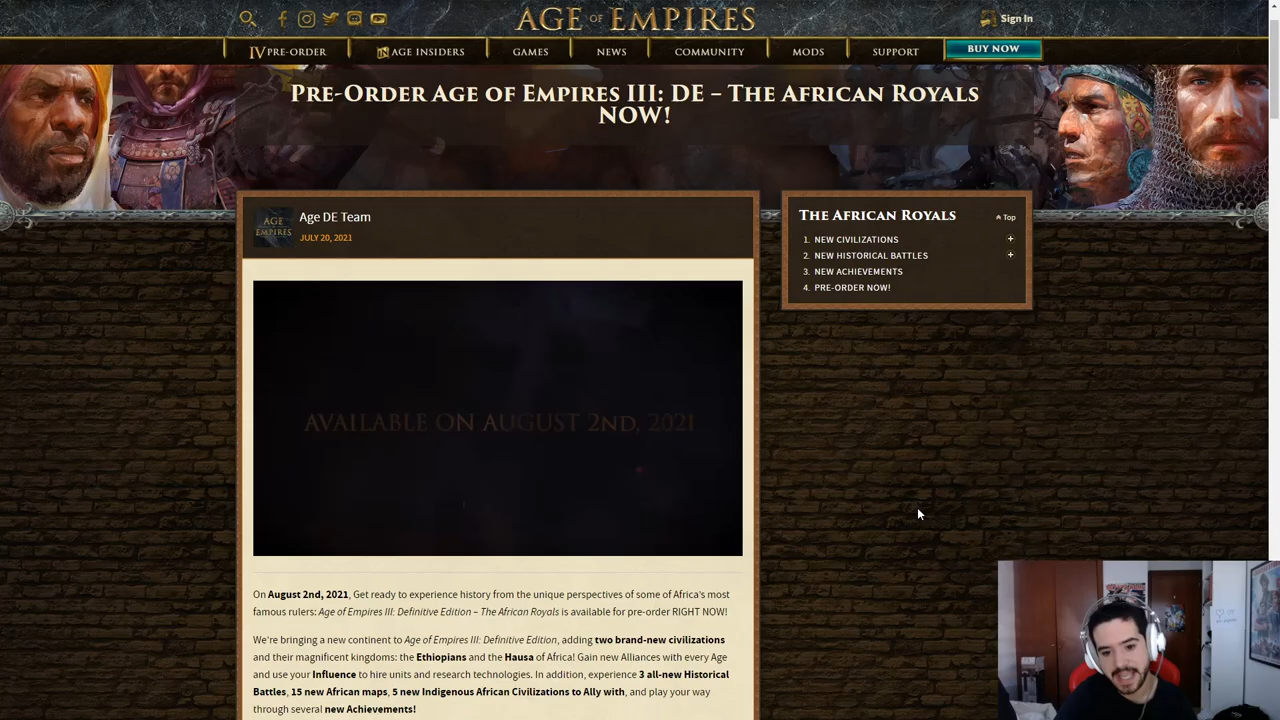 AGE OF EMPIRES
Sign In
IV PRE-ORDER
AGE INSIDERS
GAMES
NEWS
COMMUNITY
MODS
SUPPORT
BUY NOW
PRE-ORDER AGE OF EMPIRES III: DE – THE AFRICAN ROYALS
NOW!
AGE OF EMPIRES
Age DE Team
JULY 20, 2021
THE AFRICAN ROYALS
Top
1. NEW CIVILIZATIONS
2. NEW HISTORICAL BATTLES
3. NEW ACHIEVEMENTS
4. PRE-ORDER NOW!
AVAILABLE ON AUGUST 2ND, 2021
On August 2nd, 2021, Get ready to experience history from the unique perspectives of some of Africa's most
famous rulers: Age of Empires III: Definitive Edition – The African Royals is available for pre-order RIGHT NOW!
We're bringing a new continent to Age of Empires III: Definitive Edition, adding two brand-new civilizations
and their magnificent kingdoms: the Ethiopians and the Hausa of Africa! Gain new Alliances with every Age
and use your Influence to hire units and research technologies. In addition, experience 3 all-new Historical
Battles, 15 new African maps, 5 new Indigenous African Civilizations to Ally with, and play your way
through several new Achievements!